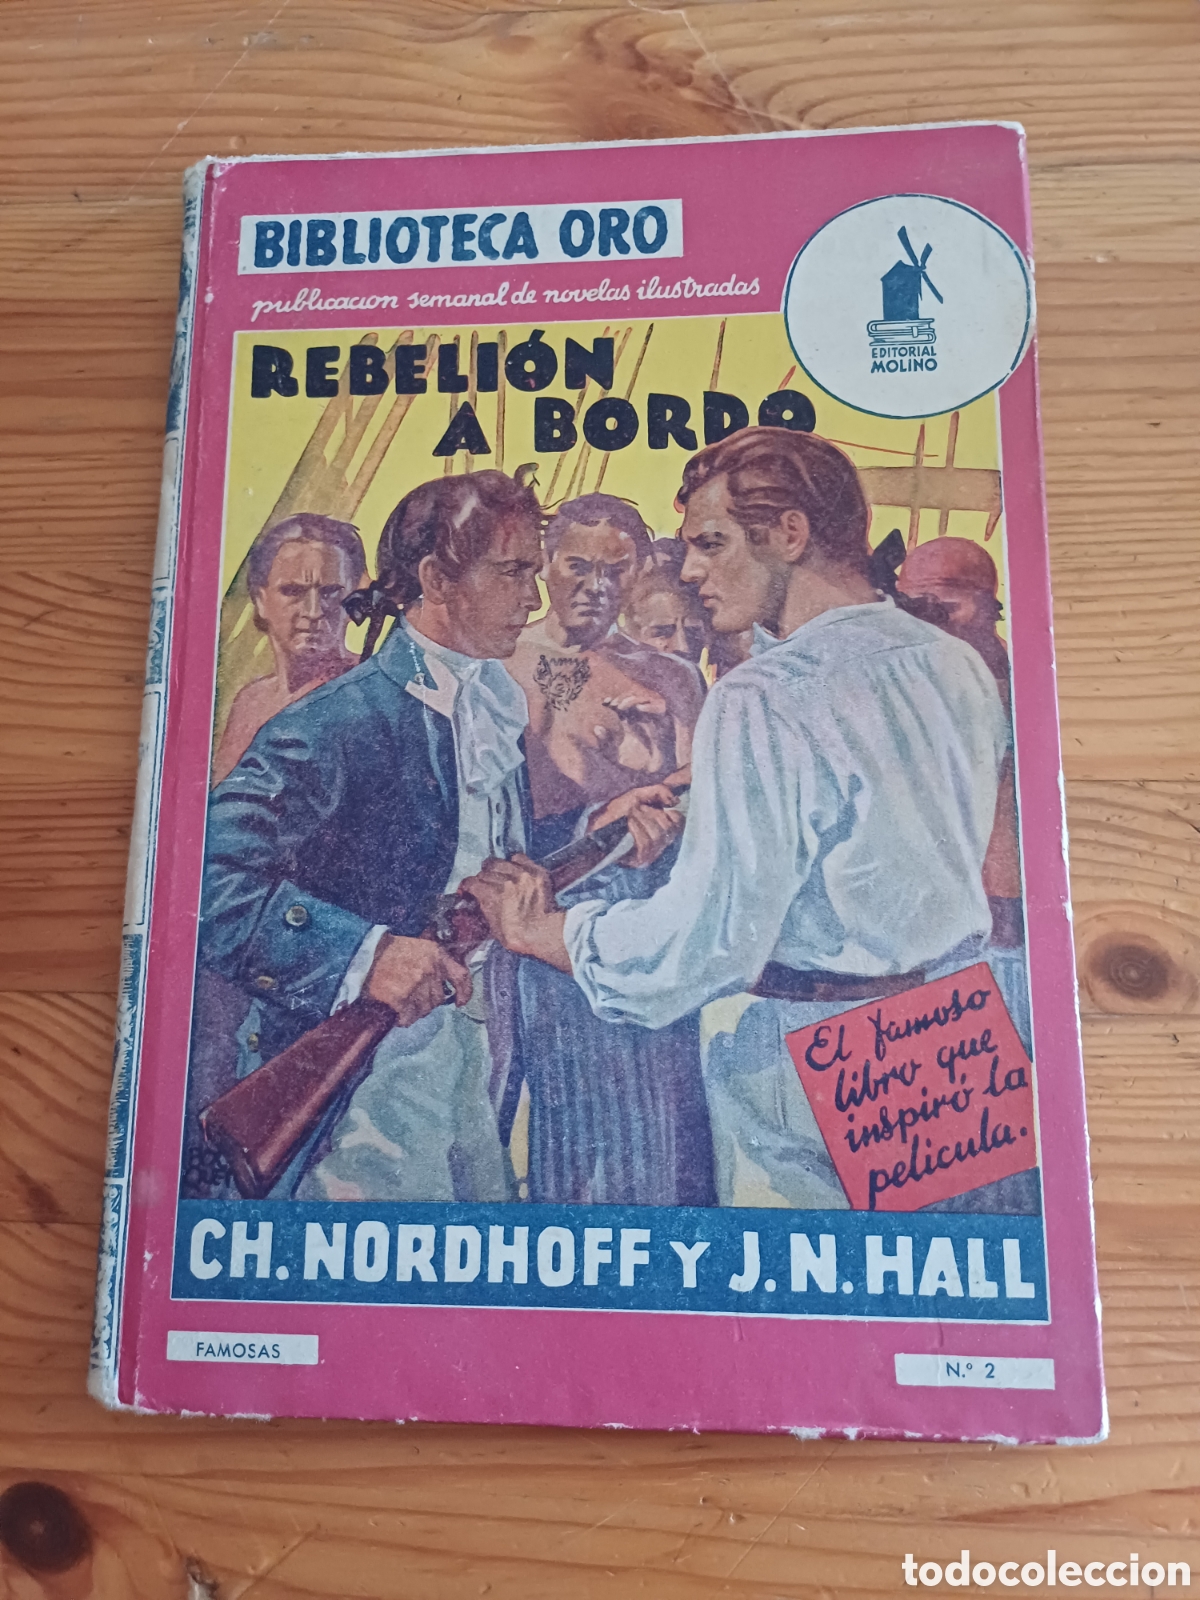 BIBLIOTECA ORO
publicacion semanal de novelas ilustradas
EDITORIAL
MOLINO
REBELIÓN
A BORDO
El famoso
libro que
inspiró la
pelicula.
CH. NORDHOFF Y J. N. HALL
FAMOSAS
N.º 2
todocoleccion